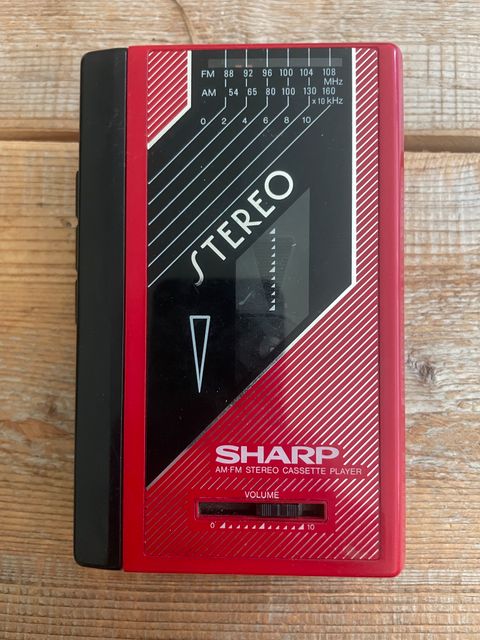 FM 88 92 96 100 104 108
MHz
AM 54 65 80 100 130 160
x 10 kHz
0 2 4 6 8 10
STEREO
SHARP
AM·FM STEREO CASSETTE PLAYER
VOLUME
0 10